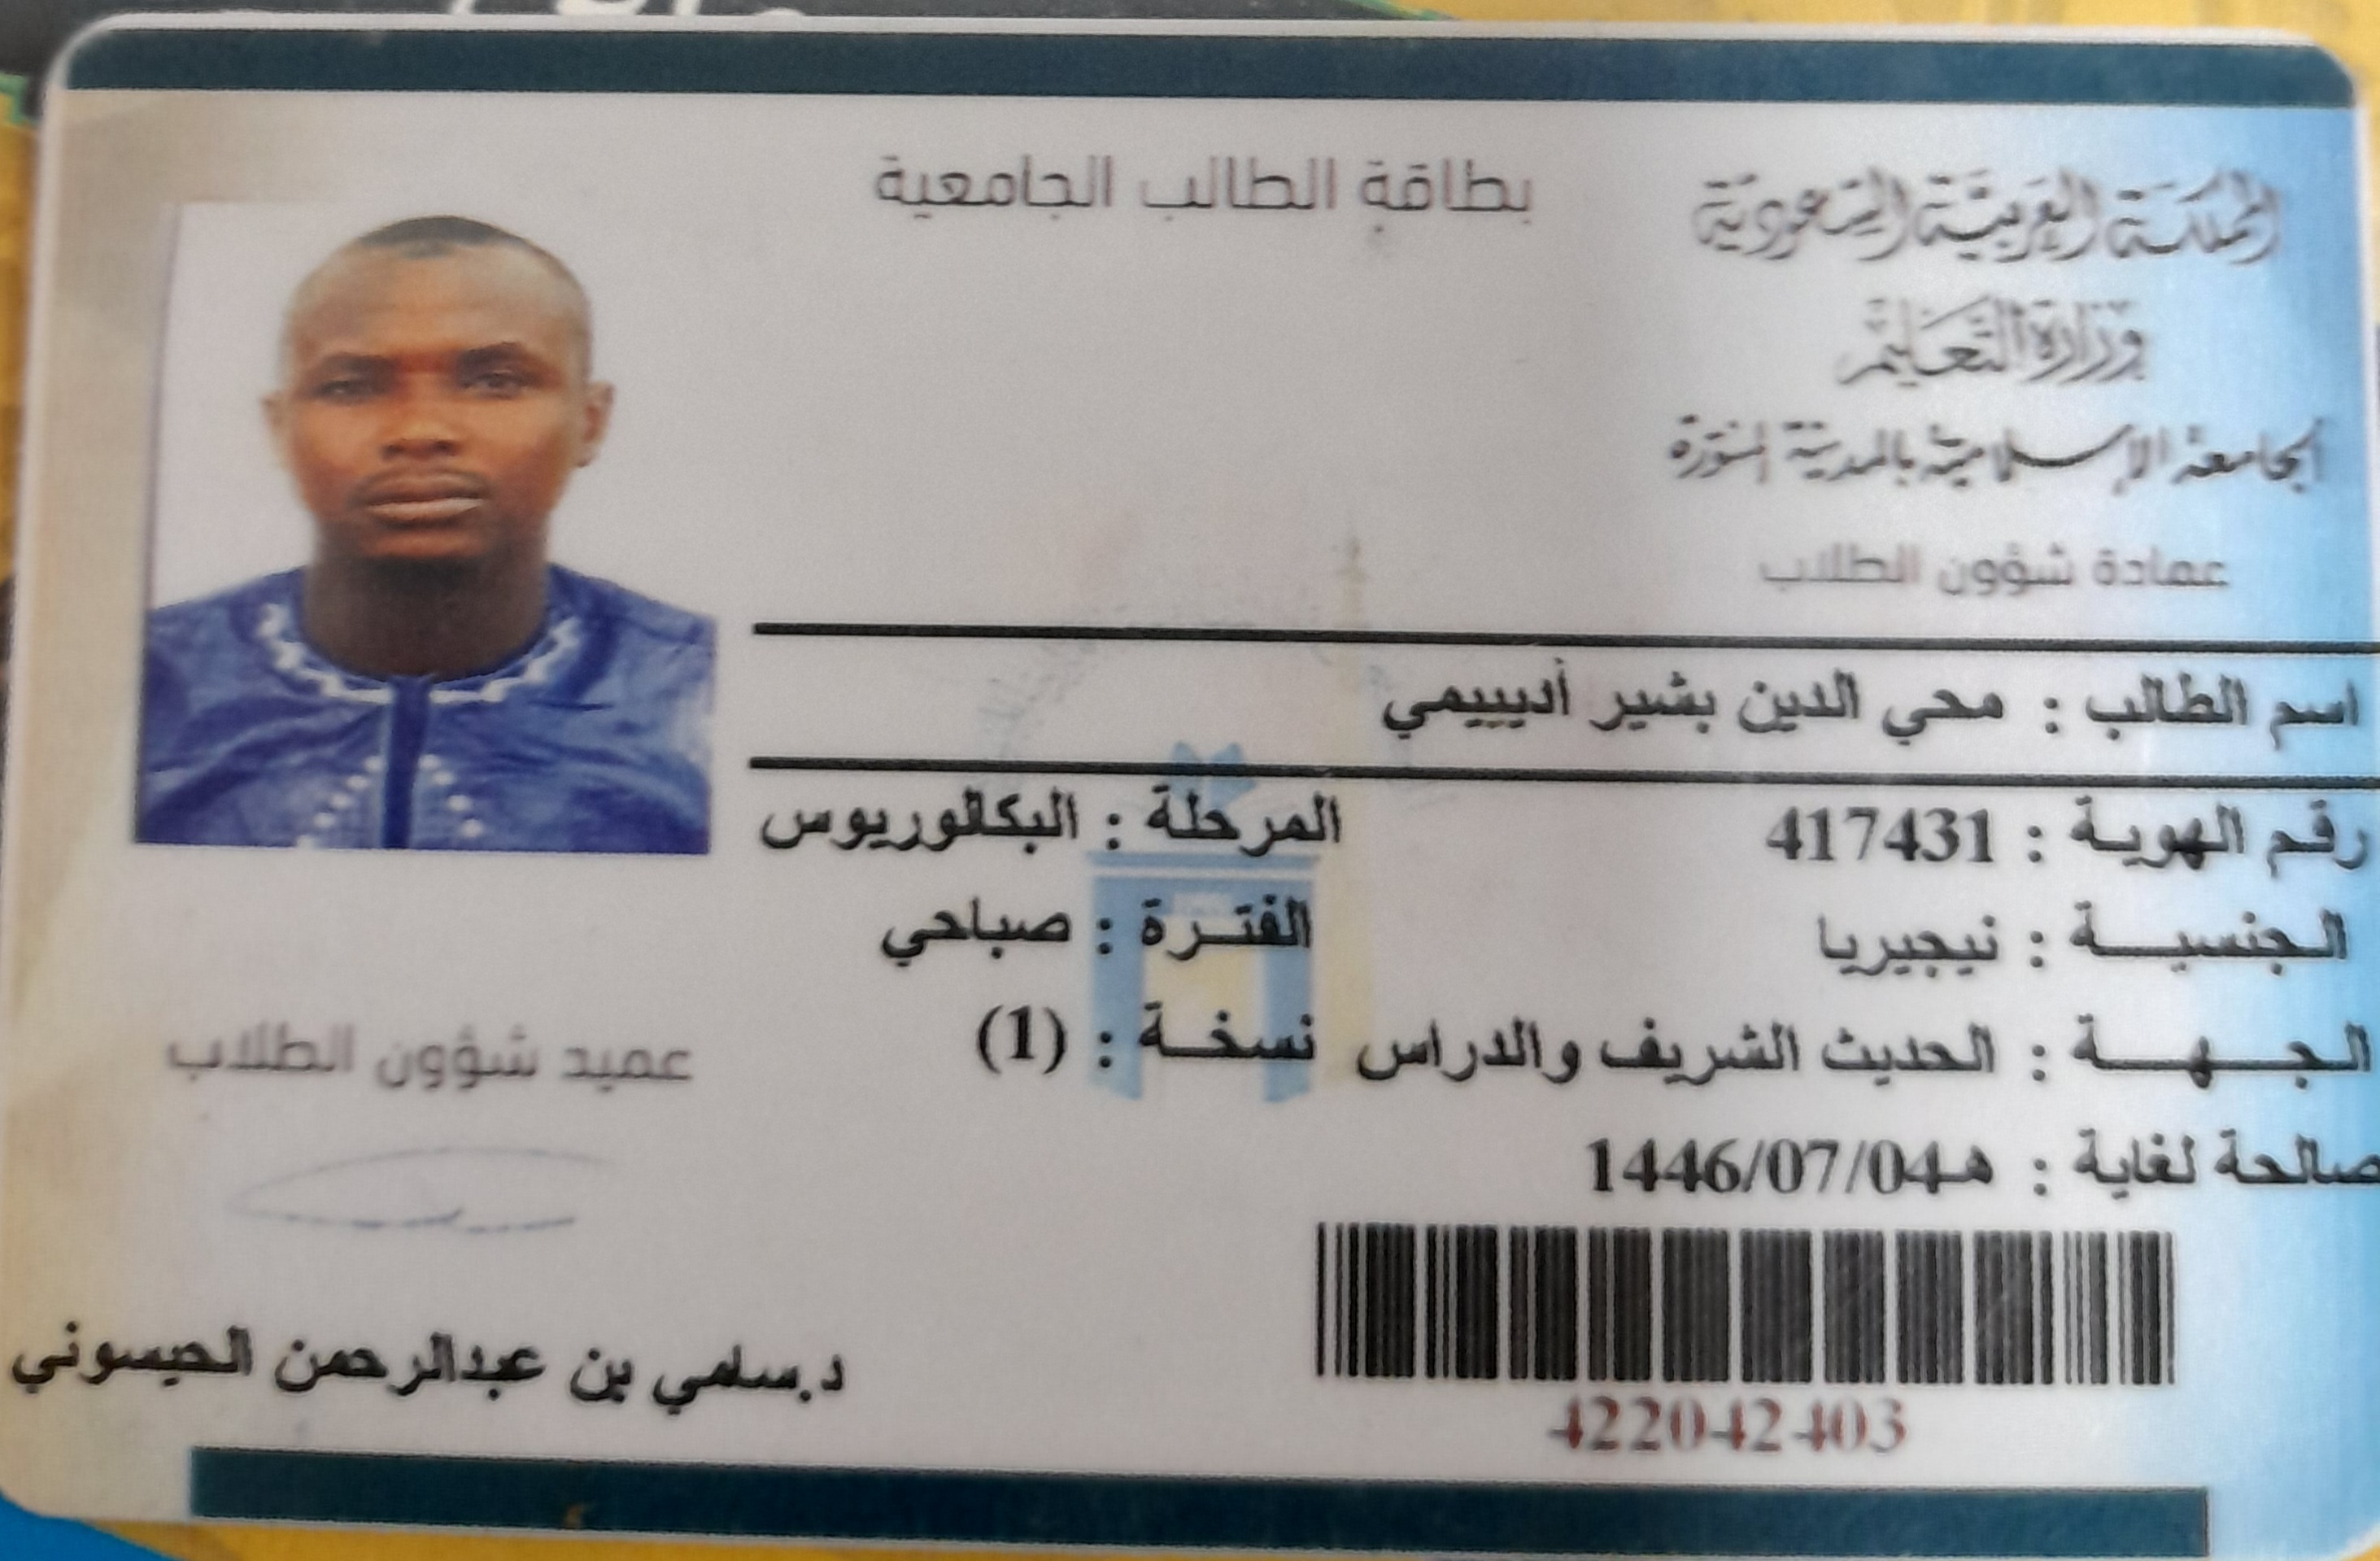 بطاقة الطالب الجامعية
المملكة العربية السعودية
وزارة التعليم
الجامعة الإسلامية بالمدينة المنورة
عمادة شؤون الطلاب
اسم الطالب : محي الدين بشير أدييمي
رقم الهوية : 417431 المرحلة : البكالوريوس
الجنسية : نيجيريا الفترة : صباحي
الجهة : الحديث الشريف والدراس نسخة : (1)
صالحة لغاية : 1446/07/04هـ
422042403
عميد شؤون الطلاب
د.سامي بن عبدالرحمن الحيسوني